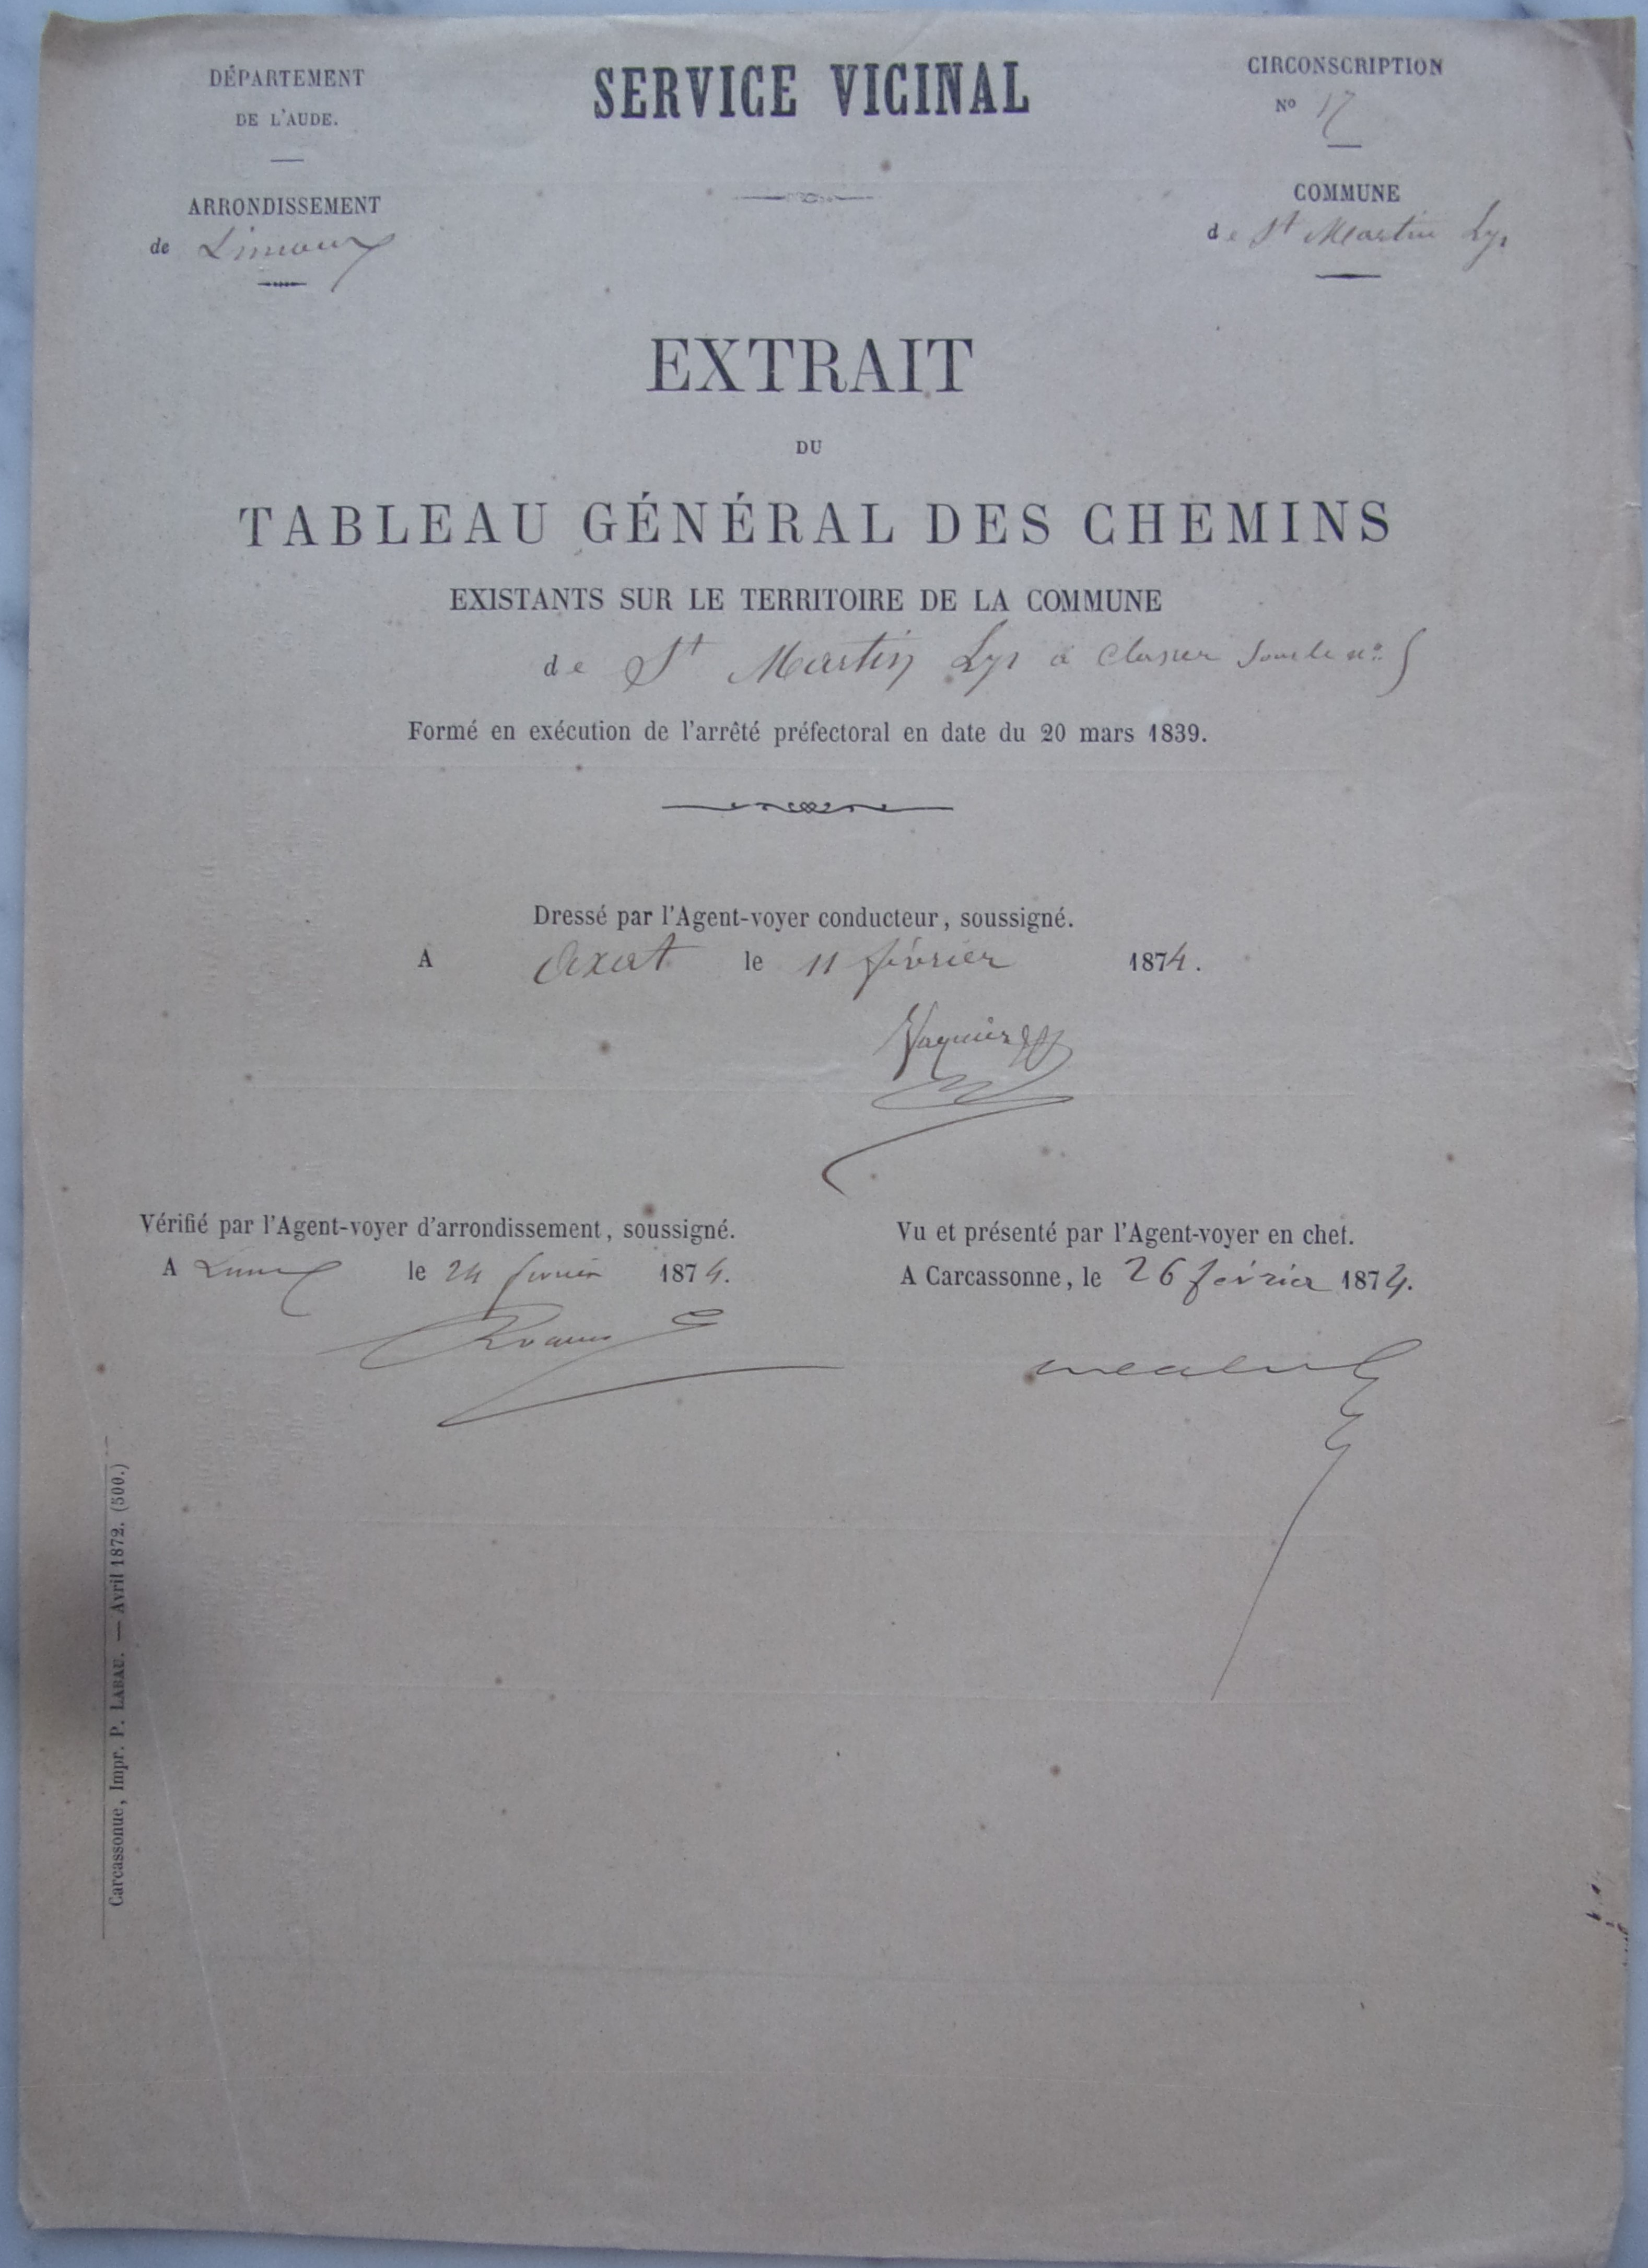 DÉPARTEMENT
DE L'AUDE.
ARRONDISSEMENT
de Limoux
SERVICE VICINAL
CIRCONSCRIPTION
No 17
COMMUNE
de St Martin Lys
EXTRAIT
DU
TABLEAU GÉNÉRAL DES CHEMINS
EXISTANTS SUR LE TERRITOIRE DE LA COMMUNE
de St Martin Lys à classer sous le no 5
Formé en exécution de l'arrêté préfectoral en date du 20 mars 1839.
Dressé par l'Agent-voyer conducteur, soussigné.
A Axat le 11 février 1874.
Vérifié par l'Agent-voyer d'arrondissement, soussigné.
A Limoux le 24 février 1874.
Vu et présenté par l'Agent-voyer en chef.
A Carcassonne, le 26 février 1874.
Carcassonne, Impr. P. LABAU. — Avril 1872. (500.)